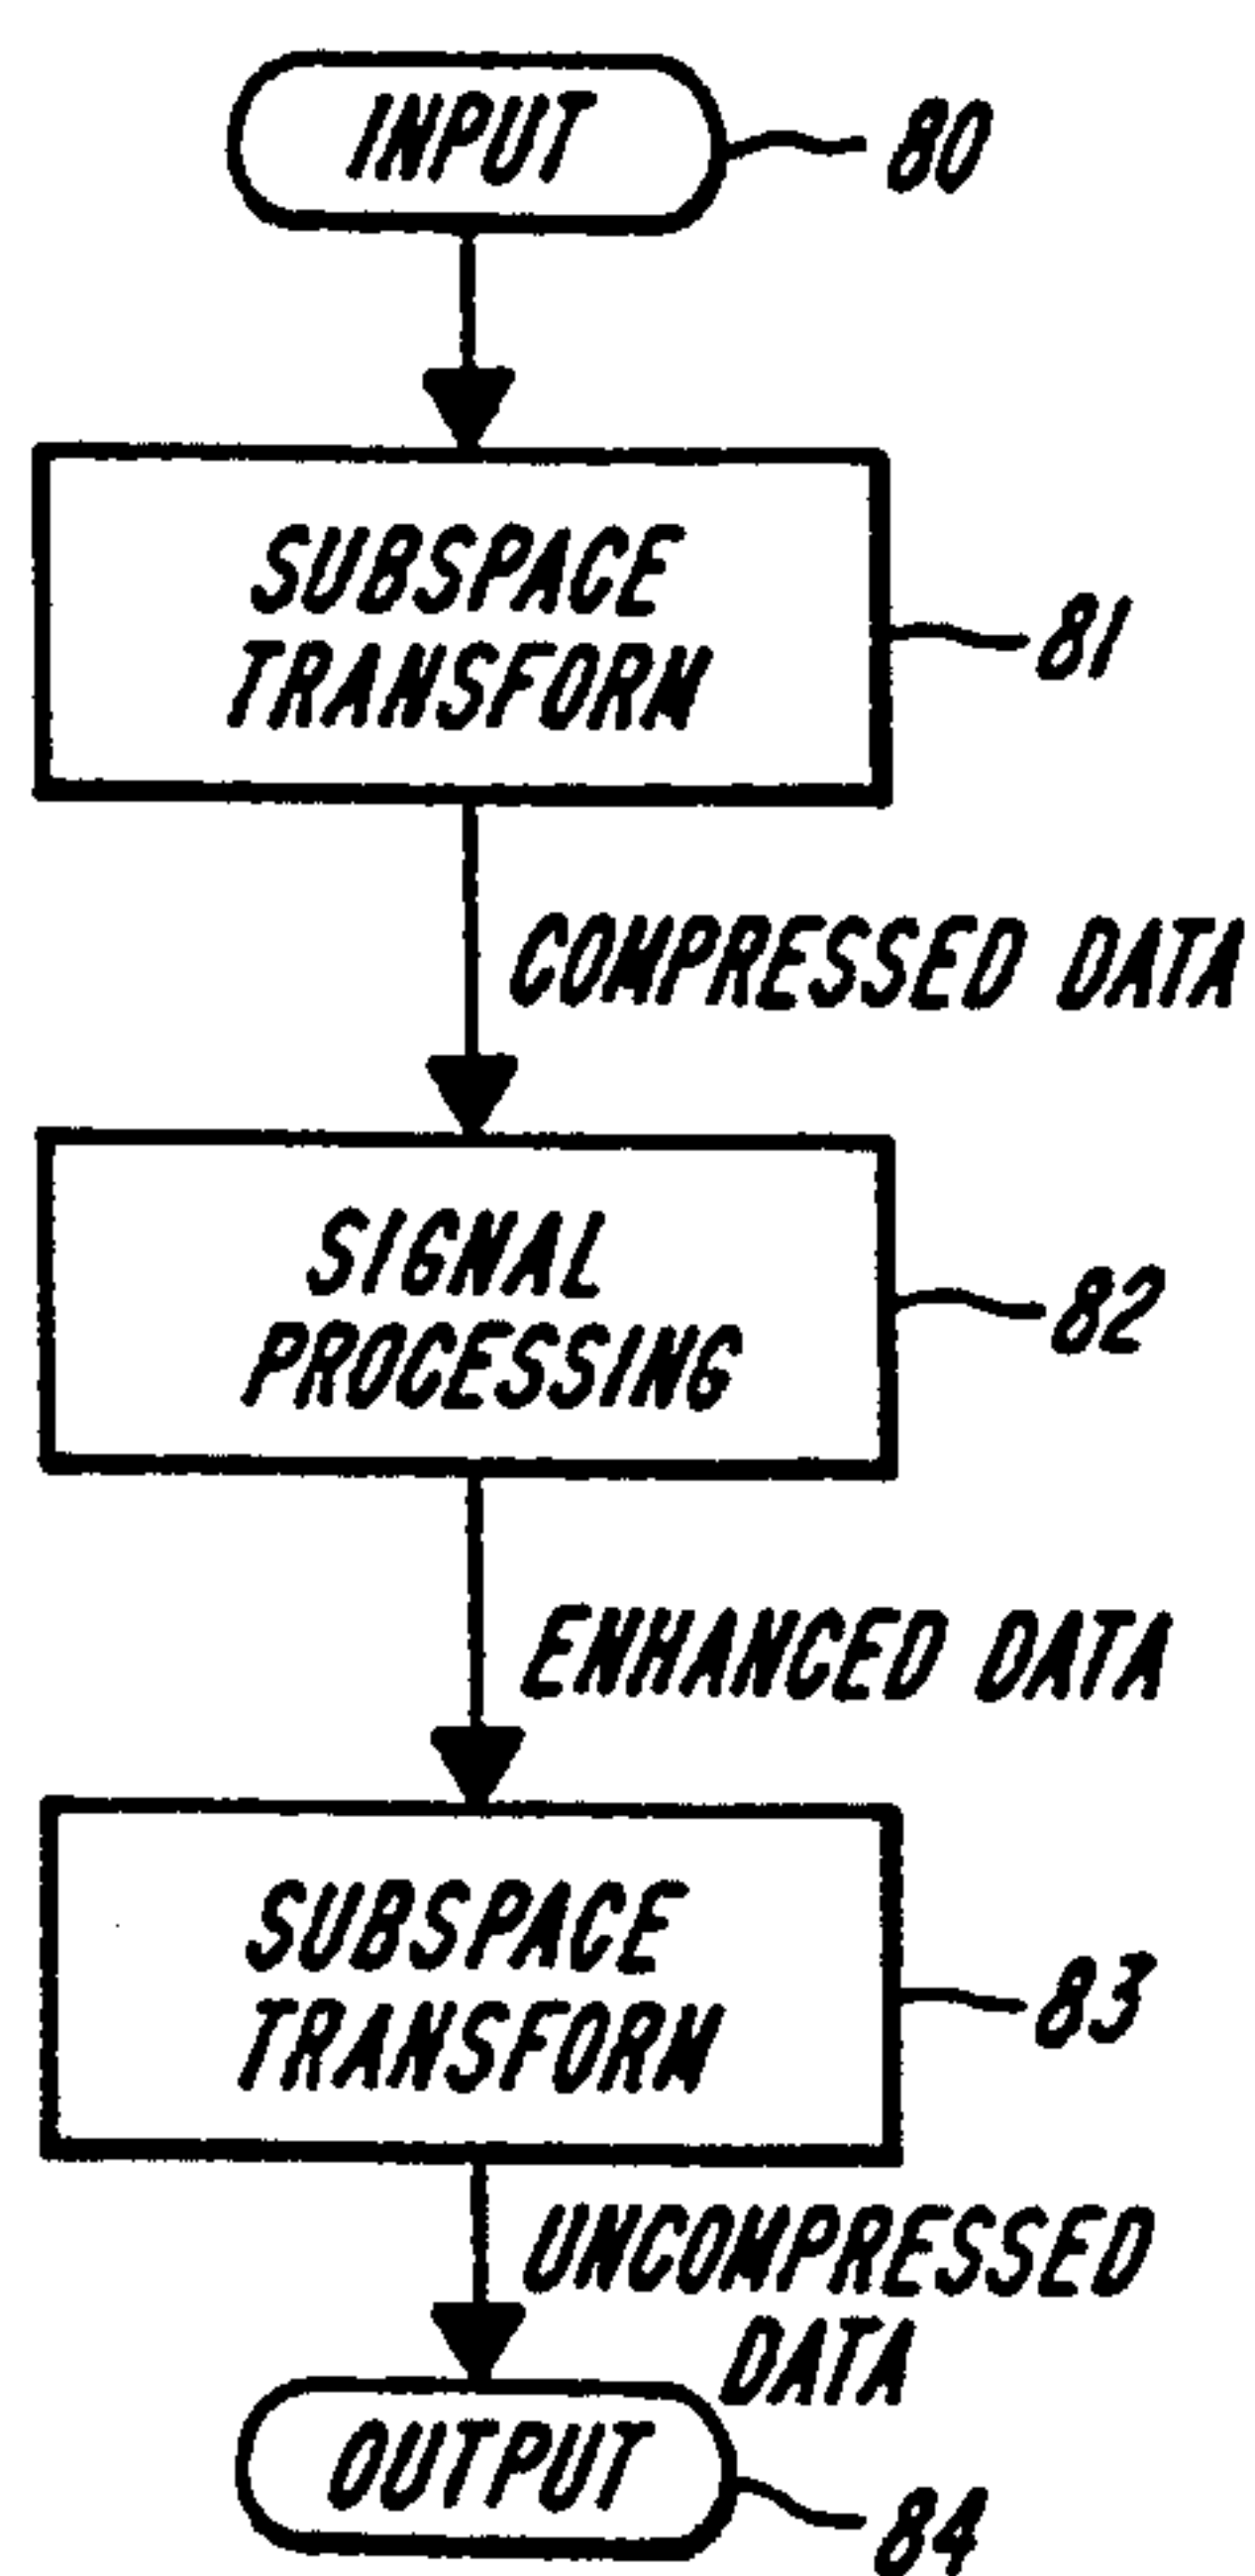 INPUT
80
SUBSPACE
TRANSFORM
81
COMPRESSED DATA
SIGNAL
PROCESSING
82
ENHANCED DATA
SUBSPACE
TRANSFORM
83
UNCOMPRESSED
DATA
OUTPUT
84